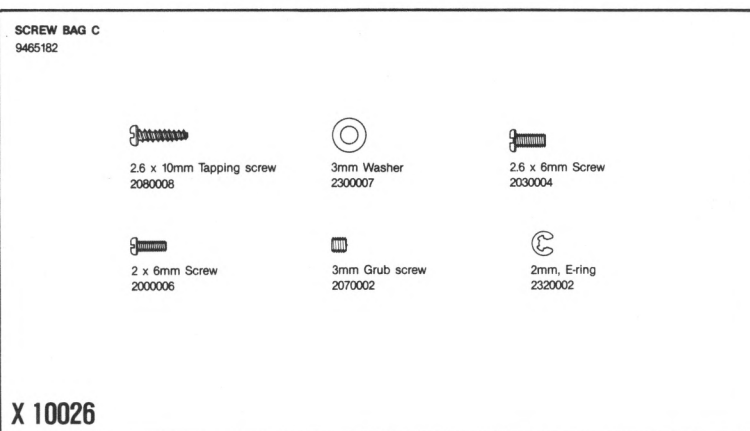 SCREW BAG C
9465182
2.6 x 10mm Tapping screw
2080008
3mm Washer
2300007
2.6 x 6mm Screw
2030004
2 x 6mm Screw
2000006
3mm Grub screw
2070002
2mm, E-ring
2320002
X 10026